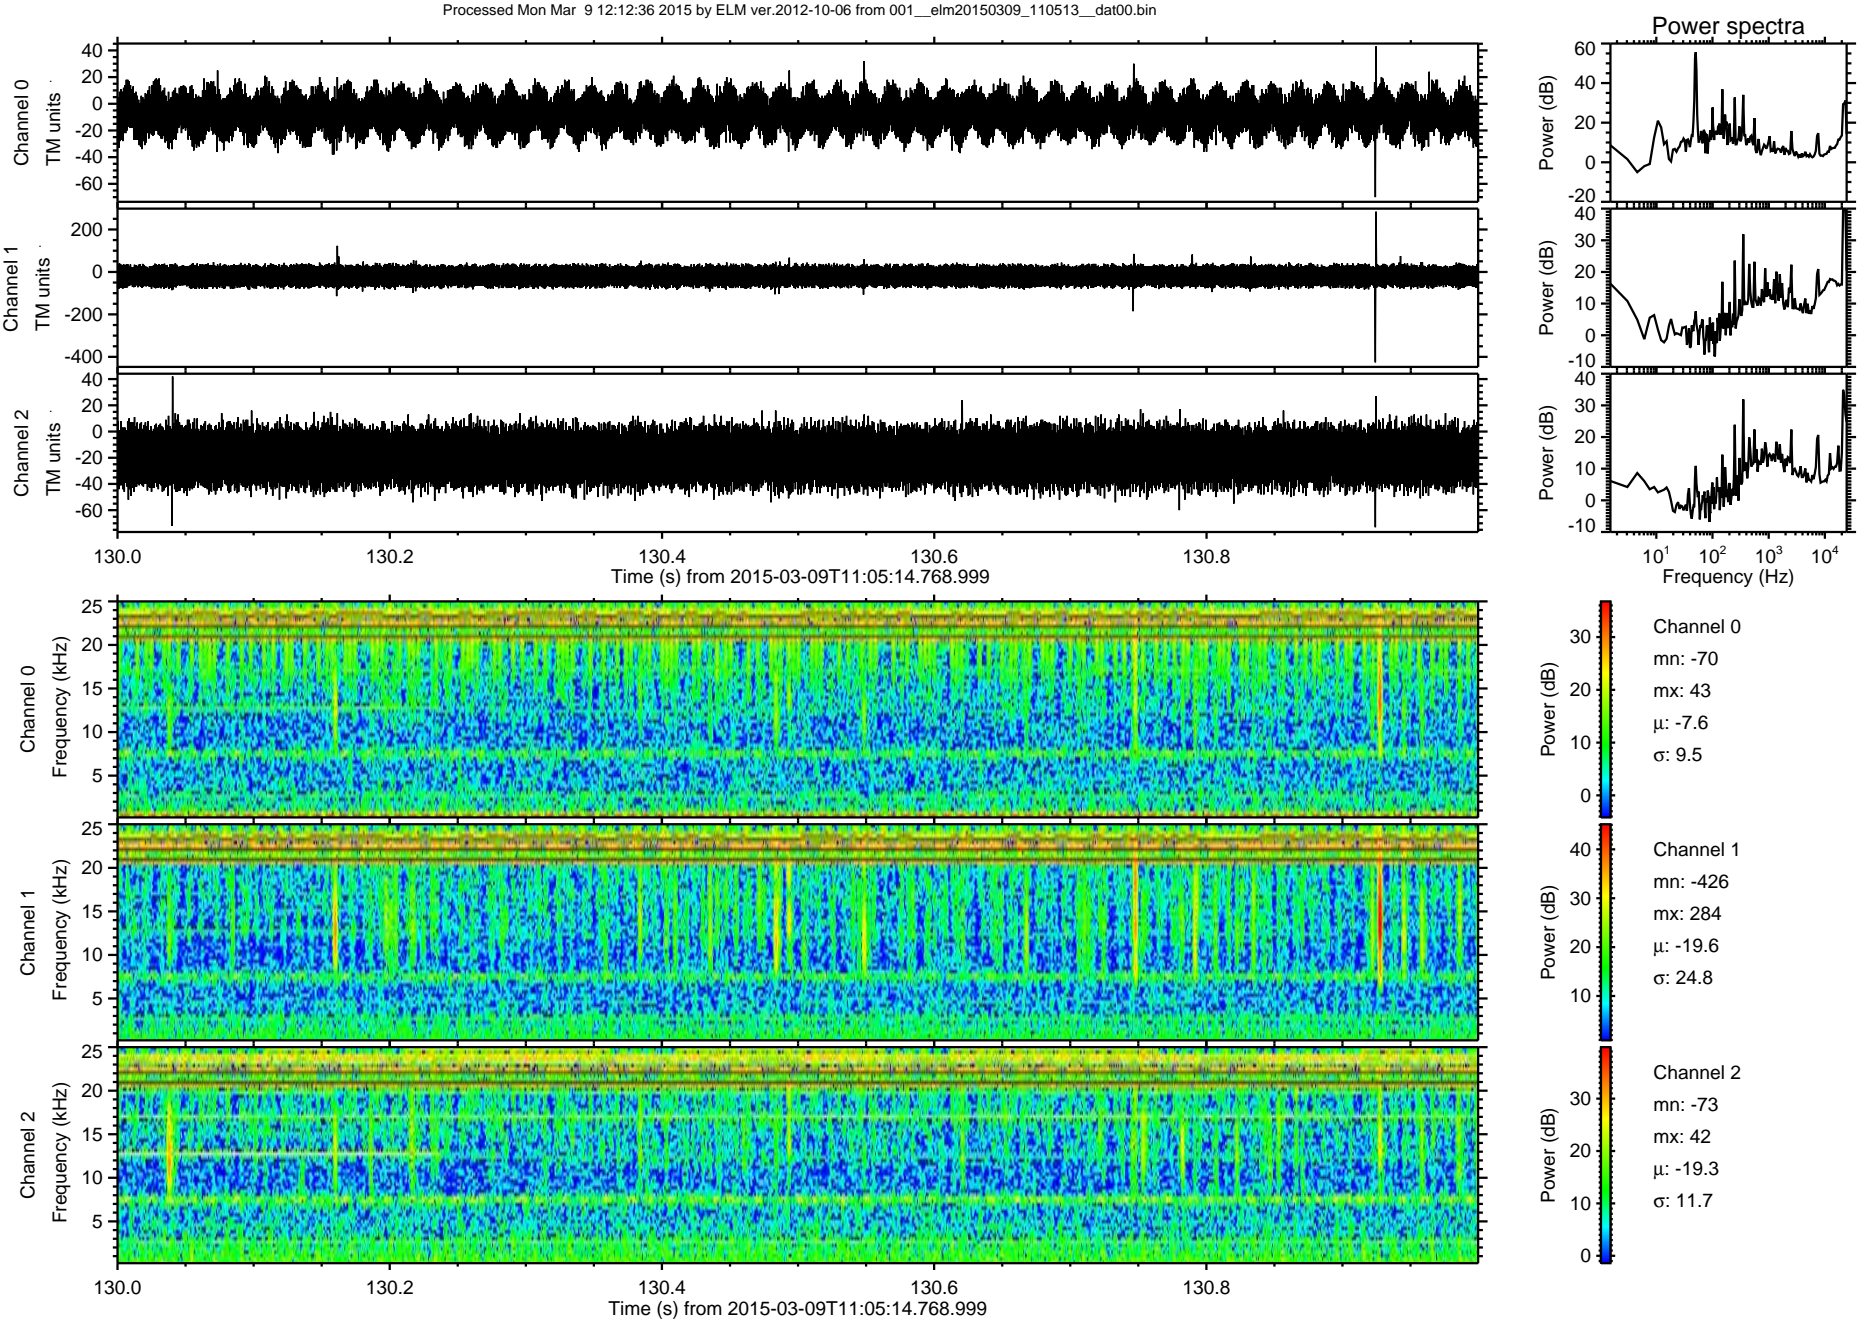 Processed Mon Mar  9 12:12:36 2015 by ELM ver.2012-10-06 from 001__elm20150309_110513__dat00.bin
Power spectra
Channel 0
TM units
40
20
0
-20
-40
-60
Power (dB)
60
40
20
0
-20
Channel 1
TM units
200
0
-200
-400
Power (dB)
40
30
20
10
0
-10
Channel 2
TM units
40
20
0
-20
-40
-60
Power (dB)
40
30
20
10
0
-10
130.0
130.2
130.4
130.6
130.8
Time (s) from 2015-03-09T11:05:14.768.999
10¹
10²
10³
10⁴
Frequency (Hz)
Channel 0
Frequency (kHz)
25
20
15
10
5
Power (dB)
30
20
10
0
Channel 0
mn: -70
mx: 43
μ: -7.6
σ: 9.5
Channel 1
Frequency (kHz)
25
20
15
10
5
Power (dB)
40
30
20
10
Channel 1
mn: -426
mx: 284
μ: -19.6
σ: 24.8
Channel 2
Frequency (kHz)
25
20
15
10
5
Power (dB)
30
20
10
0
Channel 2
mn: -73
mx: 42
μ: -19.3
σ: 11.7
130.0
130.2
130.4
130.6
130.8
Time (s) from 2015-03-09T11:05:14.768.999